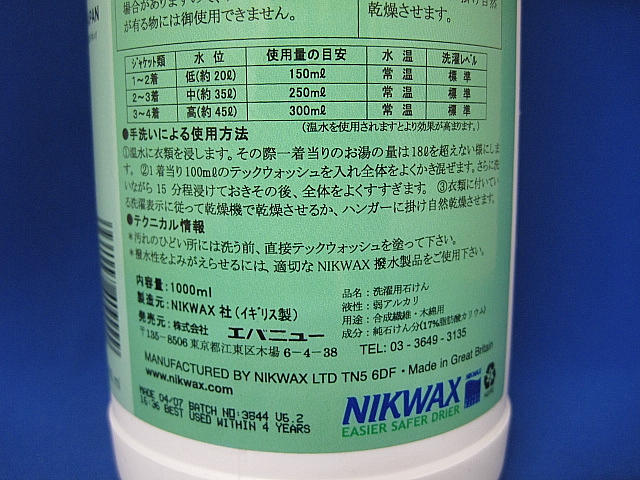 場合がありますので、
が有る物には御使用できません。
掛け自然
乾燥させます。
PAN
ジャケット類 水位 使用量の目安 水温 洗濯レベル
1~2着 低(約20ℓ) 150mℓ 常温 標準
2~3着 中(約35ℓ) 250mℓ 常温 標準
3~4着 高(約45ℓ) 300mℓ 常温 標準
(温水を使用されますとより効果が高まります。)
●手洗いによる使用方法
①温水に衣類を浸します。その際一着当りのお湯の量は18ℓを超えない様にしま
す。 ②1着当り100mℓのテックウォッシュを入れ全体をよくかき混ぜます。さらに洗
いながら15分程浸けておきその後、全体をよくすすぎます。 ③衣類に付いてい
る洗濯表示に従って乾燥機で乾燥させるか、ハンガーに掛け自然乾燥させます。
●テクニカル情報
*汚れのひどい所には洗う前、直接テックウォッシュを塗って下さい。
*撥水性をよみがえらせるには、適切なNIKWAX撥水製品をご使用下さい。
内容量:1000ml
製造元:NIKWAX社(イギリス製)
発売元:株式会社 エバニュー
〒135-8506 東京都江東区木場6-4-38
品名:洗濯用石けん
液性:弱アルカリ
用途:合成繊維・木綿用
成分:純石けん分(17%脂肪酸カリウム)
TEL: 03-3649-3135
MANUFACTURED BY NIKWAX LTD TN5 6DF・Made in Great Britain
www.nikwax.com
MADE 04/07 BATCH NO:3844 V5.2
16:36 BEST USED WITHIN 4 YEARS
NIKWAX
EASIER SAFER DRIER